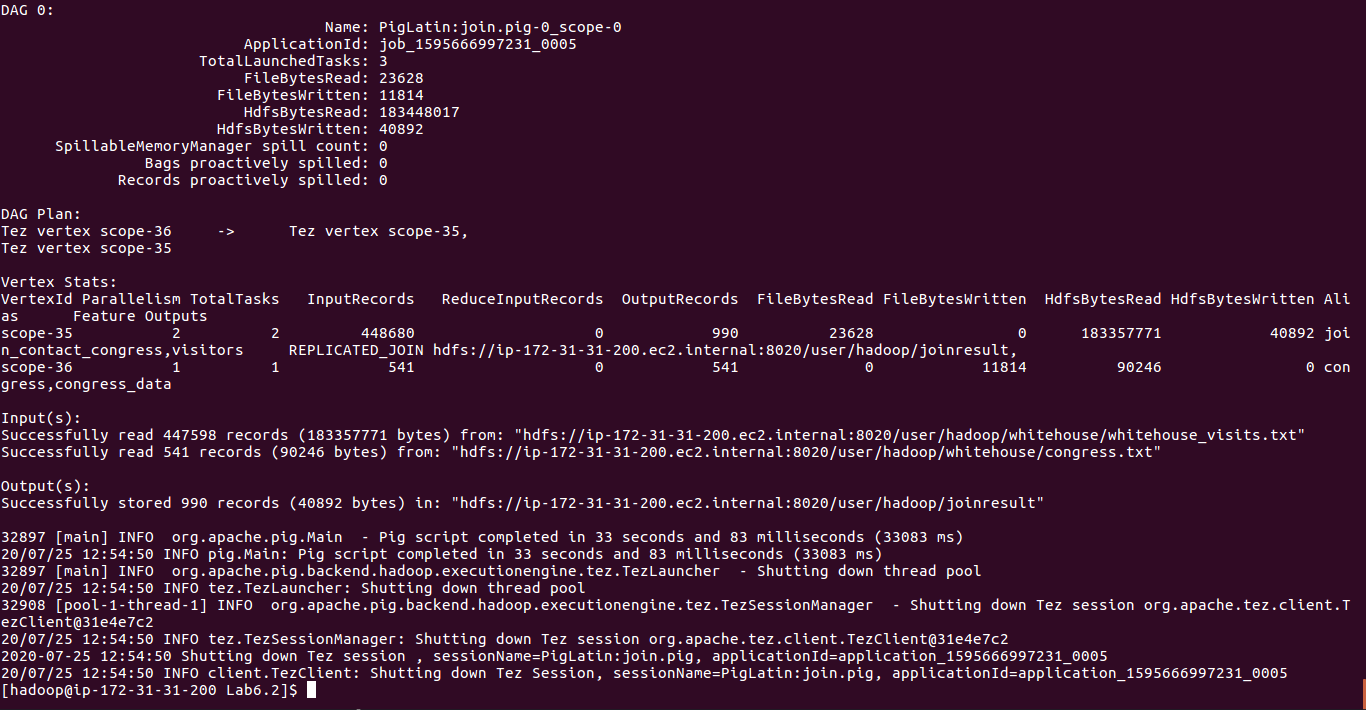 DAG 0:
Name: PigLatin:join.pig-0_scope-0
ApplicationId: job_1595666997231_0005
TotalLaunchedTasks: 3
FileBytesRead: 23628
FileBytesWritten: 11814
HdfsBytesRead: 183448017
HdfsBytesWritten: 40892
SpillableMemoryManager spill count: 0
Bags proactively spilled: 0
Records proactively spilled: 0
DAG Plan:
Tez vertex scope-36 -> Tez vertex scope-35,
Tez vertex scope-35
Vertex Stats:
VertexId Parallelism TotalTasks InputRecords ReduceInputRecords OutputRecords FileBytesRead FileBytesWritten HdfsBytesRead HdfsBytesWritten Ali
as Feature Outputs
scope-35 2 2 448680 0 990 23628 0 183357771 40892 joi
n_contact_congress,visitors REPLICATED_JOIN hdfs://ip-172-31-31-200.ec2.internal:8020/user/hadoop/joinresult,
scope-36 1 1 541 0 541 0 11814 90246 0 con
gress,congress_data
Input(s):
Successfully read 447598 records (183357771 bytes) from: "hdfs://ip-172-31-31-200.ec2.internal:8020/user/hadoop/whitehouse/whitehouse_visits.txt"
Successfully read 541 records (90246 bytes) from: "hdfs://ip-172-31-31-200.ec2.internal:8020/user/hadoop/whitehouse/congress.txt"
Output(s):
Successfully stored 990 records (40892 bytes) in: "hdfs://ip-172-31-31-200.ec2.internal:8020/user/hadoop/joinresult"
32897 [main] INFO  org.apache.pig.Main  - Pig script completed in 33 seconds and 83 milliseconds (33083 ms)
20/07/25 12:54:50 INFO pig.Main: Pig script completed in 33 seconds and 83 milliseconds (33083 ms)
32897 [main] INFO  org.apache.pig.backend.hadoop.executionengine.tez.TezLauncher  - Shutting down thread pool
20/07/25 12:54:50 INFO tez.TezLauncher: Shutting down thread pool
32908 [pool-1-thread-1] INFO  org.apache.pig.backend.hadoop.executionengine.tez.TezSessionManager  - Shutting down Tez session org.apache.tez.client.T
ezClient@31e4e7c2
20/07/25 12:54:50 INFO tez.TezSessionManager: Shutting down Tez session org.apache.tez.client.TezClient@31e4e7c2
2020-07-25 12:54:50 Shutting down Tez session , sessionName=PigLatin:join.pig, applicationId=application_1595666997231_0005
20/07/25 12:54:50 INFO client.TezClient: Shutting down Tez Session, sessionName=PigLatin:join.pig, applicationId=application_1595666997231_0005
[hadoop@ip-172-31-31-200 Lab6.2]$